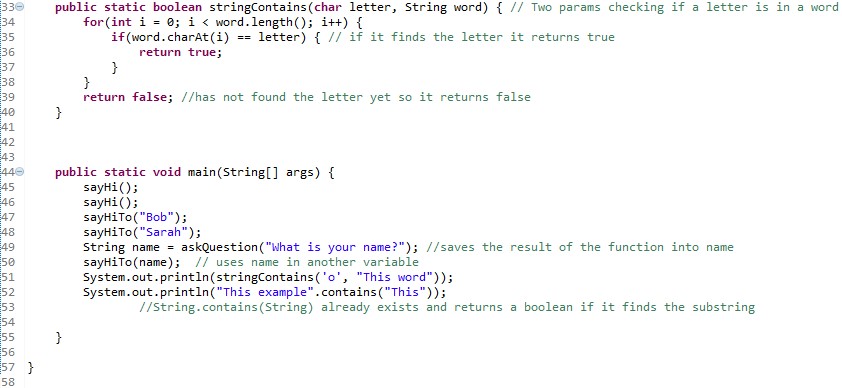 33 public static boolean stringContains(char letter, String word) { // Two params checking if a letter is in a word
34 for(int i = 0; i < word.length(); i++) {
35 if(word.charAt(i) == letter) { // if it finds the letter it returns true
36 return true;
37 }
38 }
39 return false; //has not found the letter yet so it returns false
40 }
41
42
43
44 public static void main(String[] args) {
45 sayHi();
46 sayHi();
47 sayHiTo("Bob");
48 sayHiTo("Sarah");
49 String name = askQuestion("What is your name?"); //saves the result of the function into name
50 sayHiTo(name); // uses name in another variable
51 System.out.println(stringContains('o', "This word"));
52 System.out.println("This example".contains("This"));
53 //String.contains(String) already exists and returns a boolean if it finds the substring
54
55 }
56
57 }
58